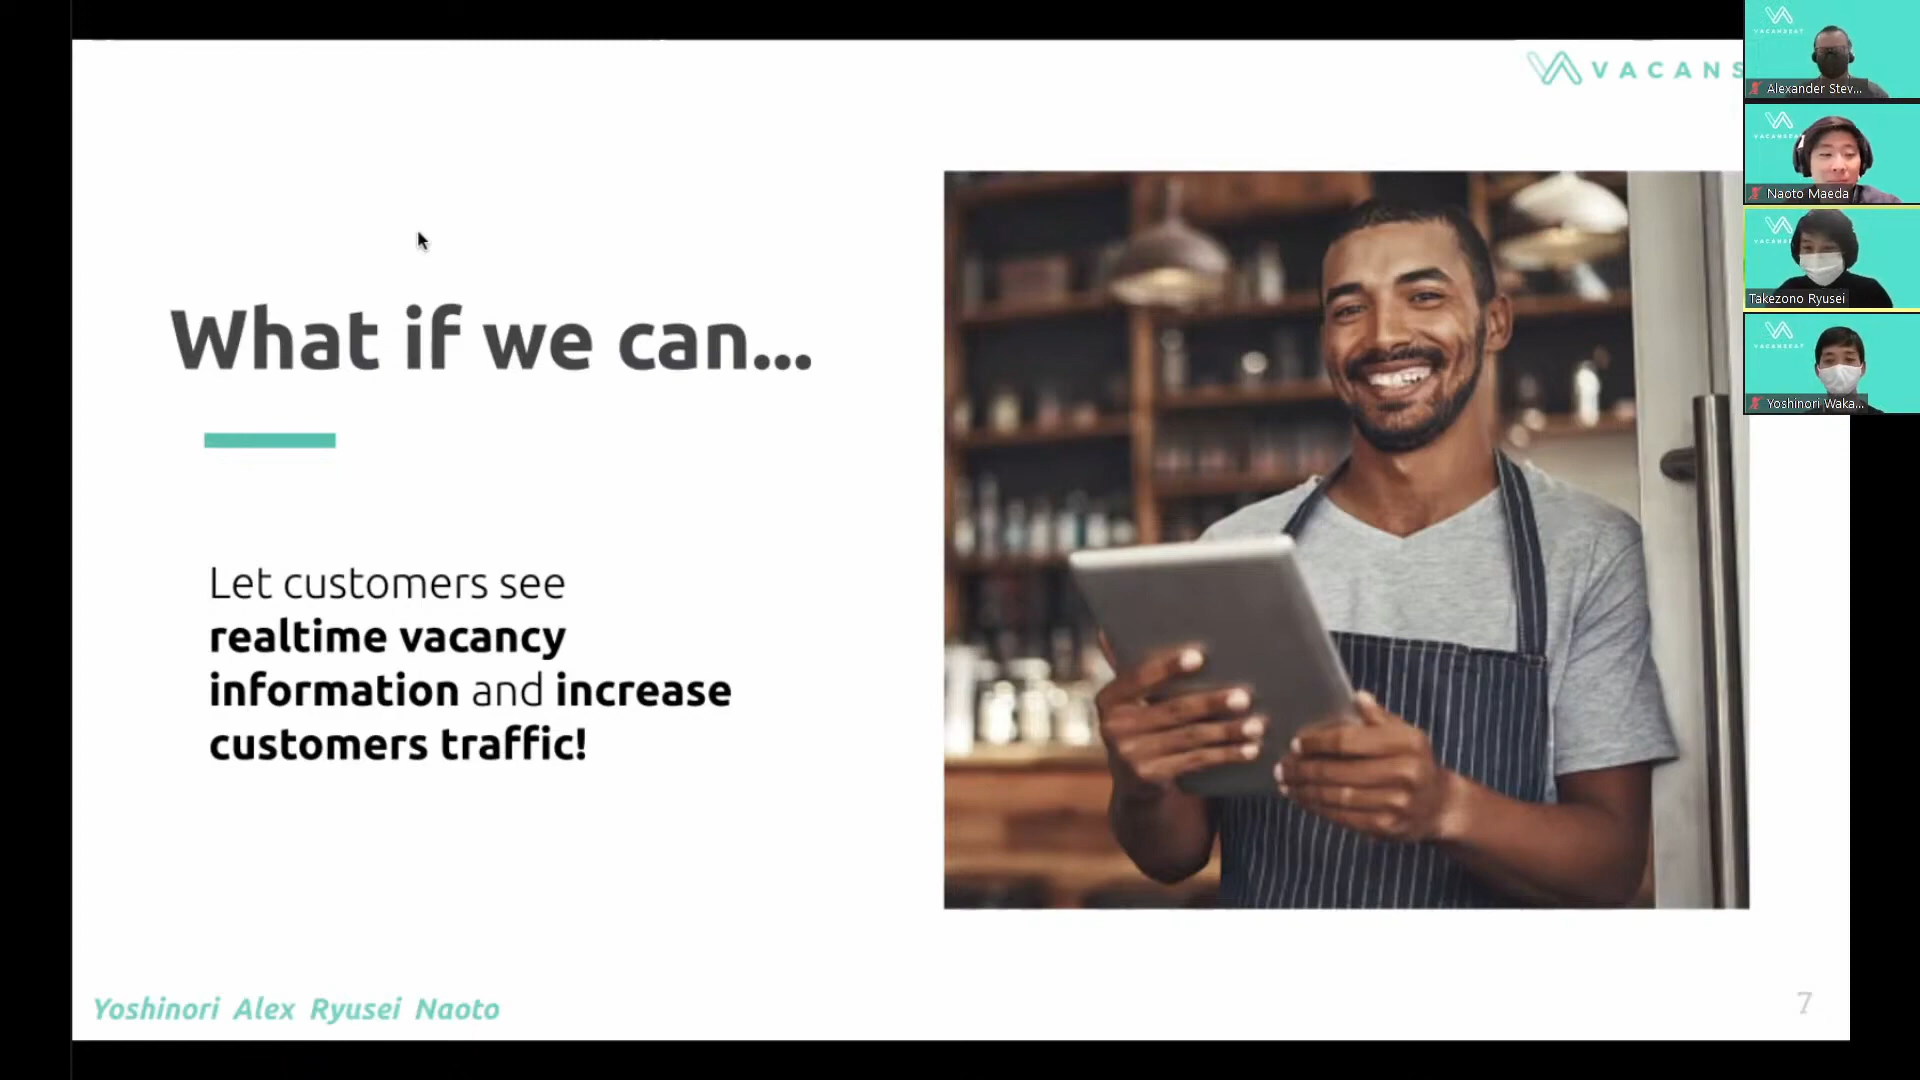 VACANS
What if we can...
Let customers see
realtime vacancy
information and increase
customers traffic!
Yoshinori Alex Ryusei Naoto
7
Alexander Stev...
Naoto Maeda
Takezono Ryusei
VACANSEAT
Yoshinori Waka...